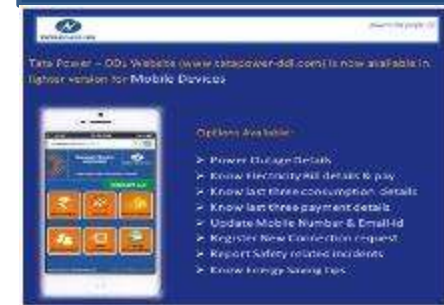 Tata Power – DDL Website (www.tatapower-ddl.com) is now available in
lighter version for Mobile Devices
Options Available:
➢ Power Outage Details
➢ Know Electricity Bill details & pay
➢ Know last three consumption details
➢ Know last three payment details
➢ Update Mobile Number & Email-id
➢ Register New Connection request
➢ Report Safety related incidents
➢ Know Energy Saving tips